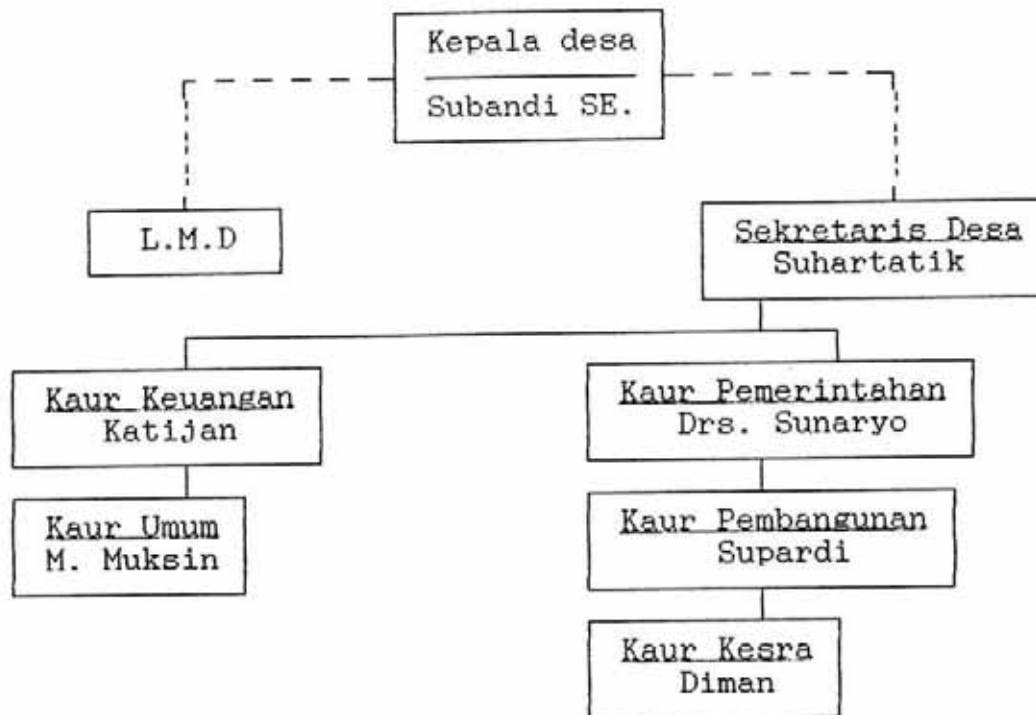 Kepala desa
Subandi SE.
L.M.D
Sekretaris Desa
Suhartatik
Kaur Keuangan
Katijan
Kaur Pemerintahan
Drs. Sunaryo
Kaur Umum
M. Muksin
Kaur Pembangunan
Supardi
Kaur Kesra
Diman